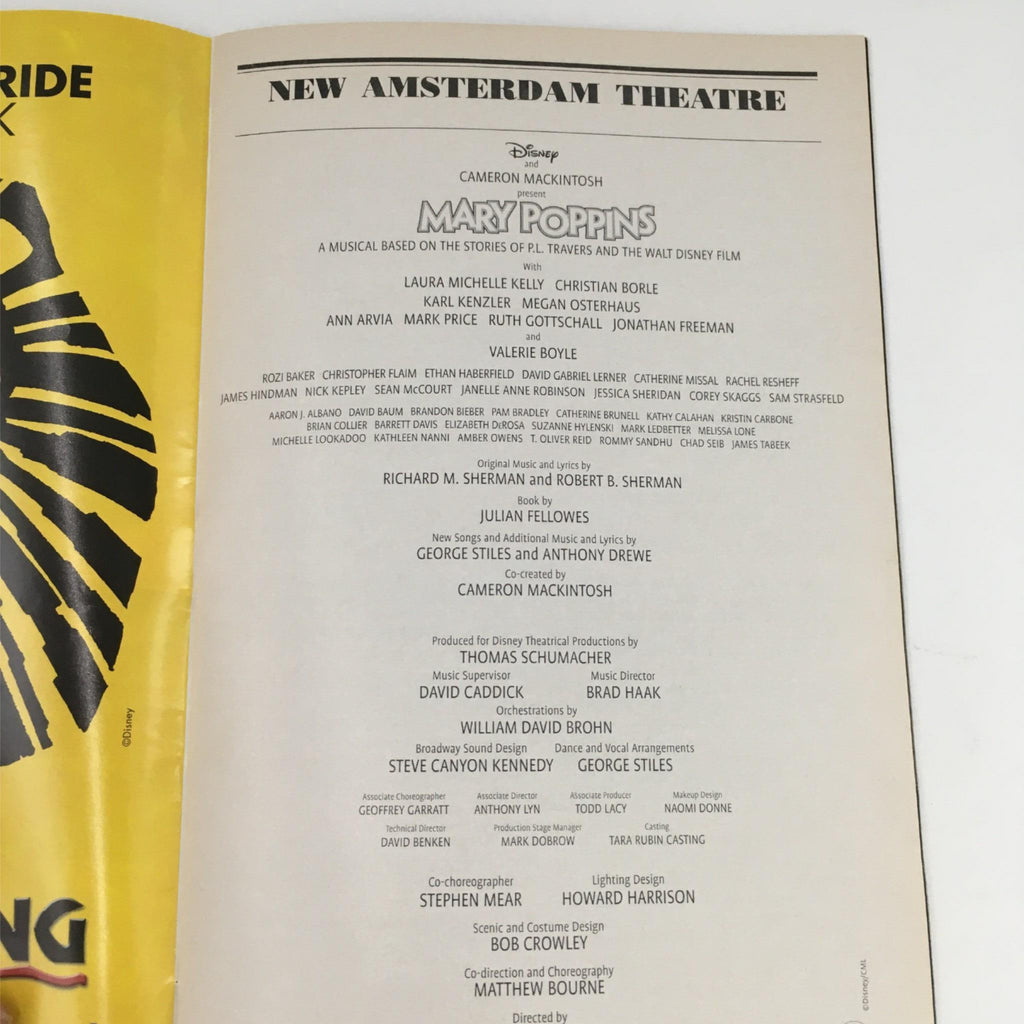 RIDE
©Disney
NG
NEW AMSTERDAM THEATRE
Disney
and
CAMERON MACKINTOSH
present
MARY POPPINS
A MUSICAL BASED ON THE STORIES OF P.L. TRAVERS AND THE WALT DISNEY FILM
With
LAURA MICHELLE KELLY CHRISTIAN BORLE
KARL KENZLER MEGAN OSTERHAUS
ANN ARVIA MARK PRICE RUTH GOTTSCHALL JONATHAN FREEMAN
and
VALERIE BOYLE
ROZI BAKER CHRISTOPHER FLAIM ETHAN HABERFIELD DAVID GABRIEL LERNER CATHERINE MISSAL RACHEL RESHEFF
JAMES HINDMAN NICK KEPLEY SEAN McCOURT JANELLE ANNE ROBINSON JESSICA SHERIDAN COREY SKAGGS SAM STRASFELD
AARON J. ALBANO DAVID BAUM BRANDON BIEBER PAM BRADLEY CATHERINE BRUNELL KATHY CALAHAN KRISTIN CARBONE
BRIAN COLLIER BARRETT DAVIS ELIZABETH DeROSA SUZANNE HYLENSKI MARK LEDBETTER MELISSA LONE
MICHELLE LOOKADOO KATHLEEN NANNI AMBER OWENS T. OLIVER REID ROMMY SANDHU CHAD SEIB JAMES TABEEK
Original Music and Lyrics by
RICHARD M. SHERMAN and ROBERT B. SHERMAN
Book by
JULIAN FELLOWES
New Songs and Additional Music and Lyrics by
GEORGE STILES and ANTHONY DREWE
Co-created by
CAMERON MACKINTOSH
Produced for Disney Theatrical Productions by
THOMAS SCHUMACHER
Music Supervisor Music Director
DAVID CADDICK BRAD HAAK
Orchestrations by
WILLIAM DAVID BROHN
Broadway Sound Design Dance and Vocal Arrangements
STEVE CANYON KENNEDY GEORGE STILES
Associate Choreographer Associate Director Associate Producer Makeup Design
GEOFFREY GARRATT ANTHONY LYN TODD LACY NAOMI DONNE
Technical Director Production Stage Manager Casting
DAVID BENKEN MARK DOBROW TARA RUBIN CASTING
Co-choreographer Lighting Design
STEPHEN MEAR HOWARD HARRISON
Scenic and Costume Design
BOB CROWLEY
Co-direction and Choreography
MATTHEW BOURNE
Directed by
©Disney/CML